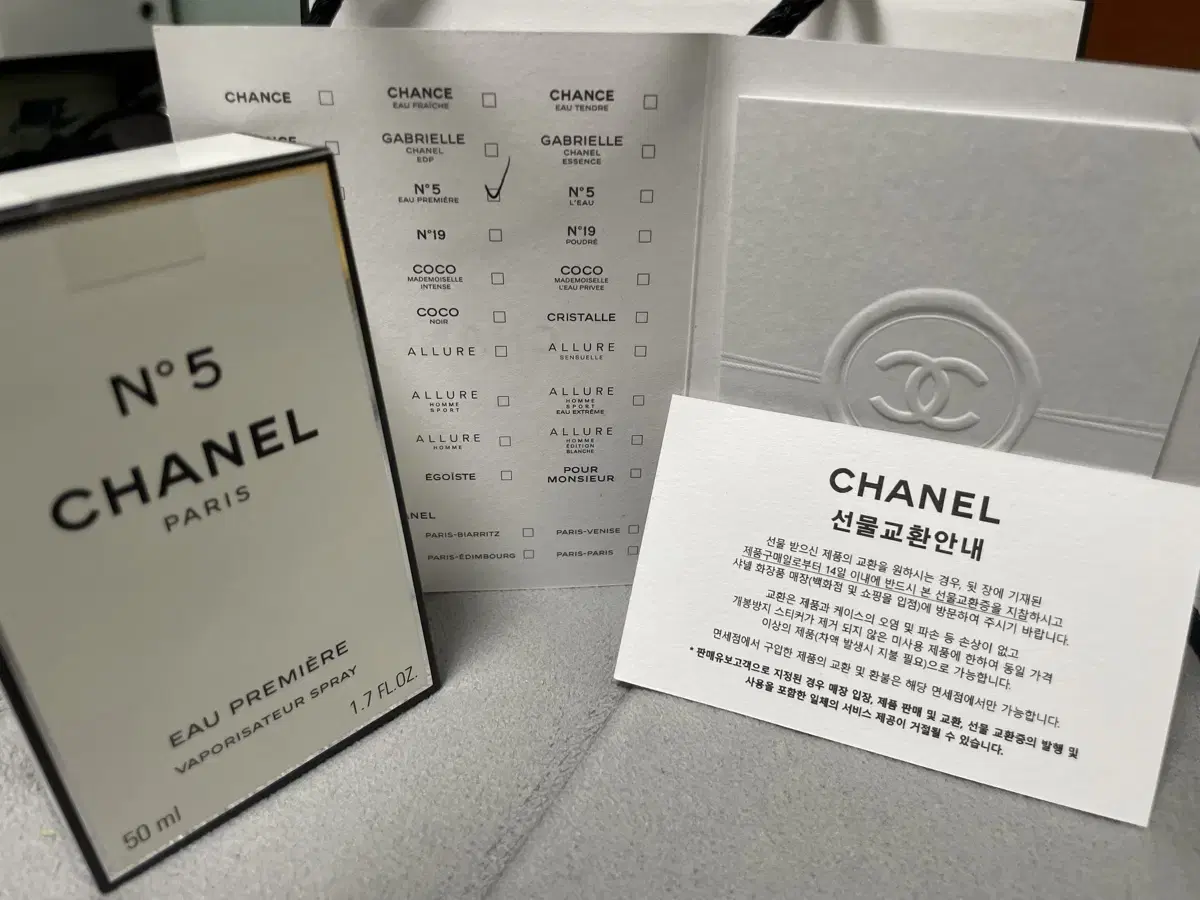 N°5
CHANEL
PARIS
EAU PREMIÈRE
VAPORISATEUR SPRAY
1.7 FL.OZ.
50 ml
CHANCE
CHANCE
EAU FRAÎCHE
CHANCE
EAU TENDRE
GABRIELLE
CHANEL
EDP
GABRIELLE
CHANEL
ESSENCE
N°5
EAU PREMIÈRE
N°5
L'EAU
N°19
N°19
POUDRÉ
COCO
MADEMOISELLE
INTENSE
COCO
MADEMOISELLE
L'EAU PRIVÉE
COCO
NOIR
CRISTALLE
ALLURE
ALLURE
SENSUELLE
ALLURE
HOMME
SPORT
ALLURE
HOMME
SPORT
EAU EXTRÊME
ALLURE
HOMME
ALLURE
HOMME
ÉDITION
BLANCHE
ÉGOÏSTE
POUR
MONSIEUR
PARIS-BIARRITZ
PARIS-VENISE
PARIS-ÉDIMBOURG
PARIS-PARIS
CHANEL
선물교환안내
선물 받으신 제품의 교환을 원하시는 경우, 뒷 장에 기재된
제품구매일로부터 14일 이내에 반드시 본 선물교환증을 지참하시고
샤넬 화장품 매장(백화점 및 쇼핑몰 입점)에 방문하여 주시기 바랍니다.
교환은 제품과 케이스의 오염 및 파손 등 손상이 없고
개봉방지 스티커가 제거 되지 않은 미사용 제품에 한하여 동일 가격
이상의 제품(차액 발생시 지불 필요)으로 가능합니다.
면세점에서 구입한 제품의 교환 및 환불은 해당 면세점에서만 가능합니다.
* 판매유보고객으로 지정된 경우 매장 입장, 제품 판매 및 교환, 선물 교환증의 발행 및
사용을 포함한 일체의 서비스 제공이 거절될 수 있습니다.